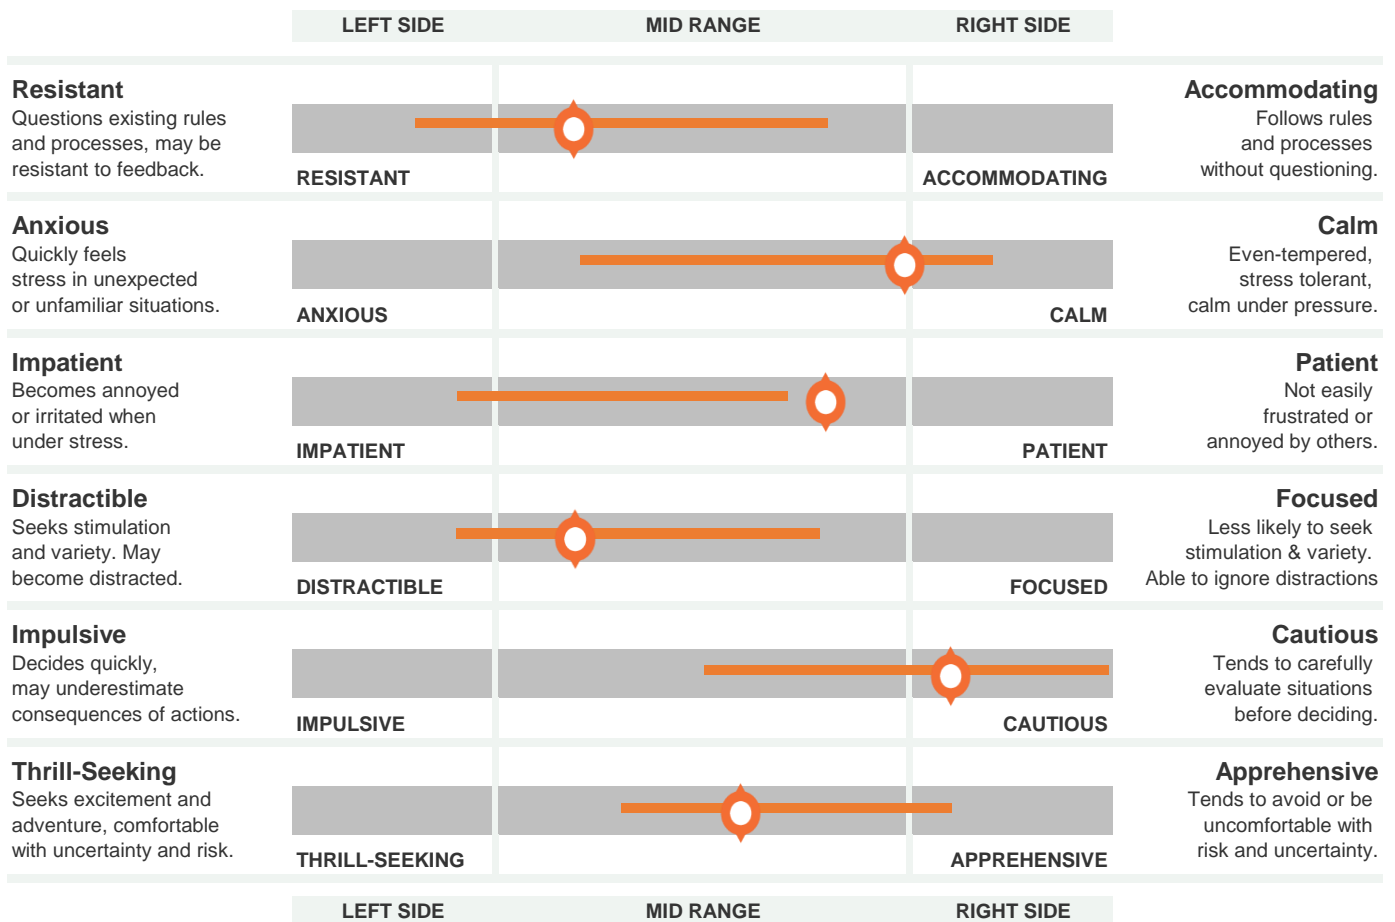 LEFT SIDE MID RANGE RIGHT SIDE
Resistant
Questions existing rules
and processes, may be
resistant to feedback.
RESISTANT
ACCOMMODATING
Accommodating
Follows rules
and processes
without questioning.
Anxious
Quickly feels
stress in unexpected
or unfamiliar situations.
ANXIOUS
CALM
Calm
Even-tempered,
stress tolerant,
calm under pressure.
Impatient
Becomes annoyed
or irritated when
under stress.
IMPATIENT
PATIENT
Patient
Not easily
frustrated or
annoyed by others.
Distractible
Seeks stimulation
and variety. May
become distracted.
DISTRACTIBLE
FOCUSED
Focused
Less likely to seek
stimulation & variety.
Able to ignore distractions
Impulsive
Decides quickly,
may underestimate
consequences of actions.
IMPULSIVE
CAUTIOUS
Cautious
Tends to carefully
evaluate situations
before deciding.
Thrill-Seeking
Seeks excitement and
adventure, comfortable
with uncertainty and risk.
THRILL-SEEKING
APPREHENSIVE
Apprehensive
Tends to avoid or be
uncomfortable with
risk and uncertainty.
LEFT SIDE MID RANGE RIGHT SIDE